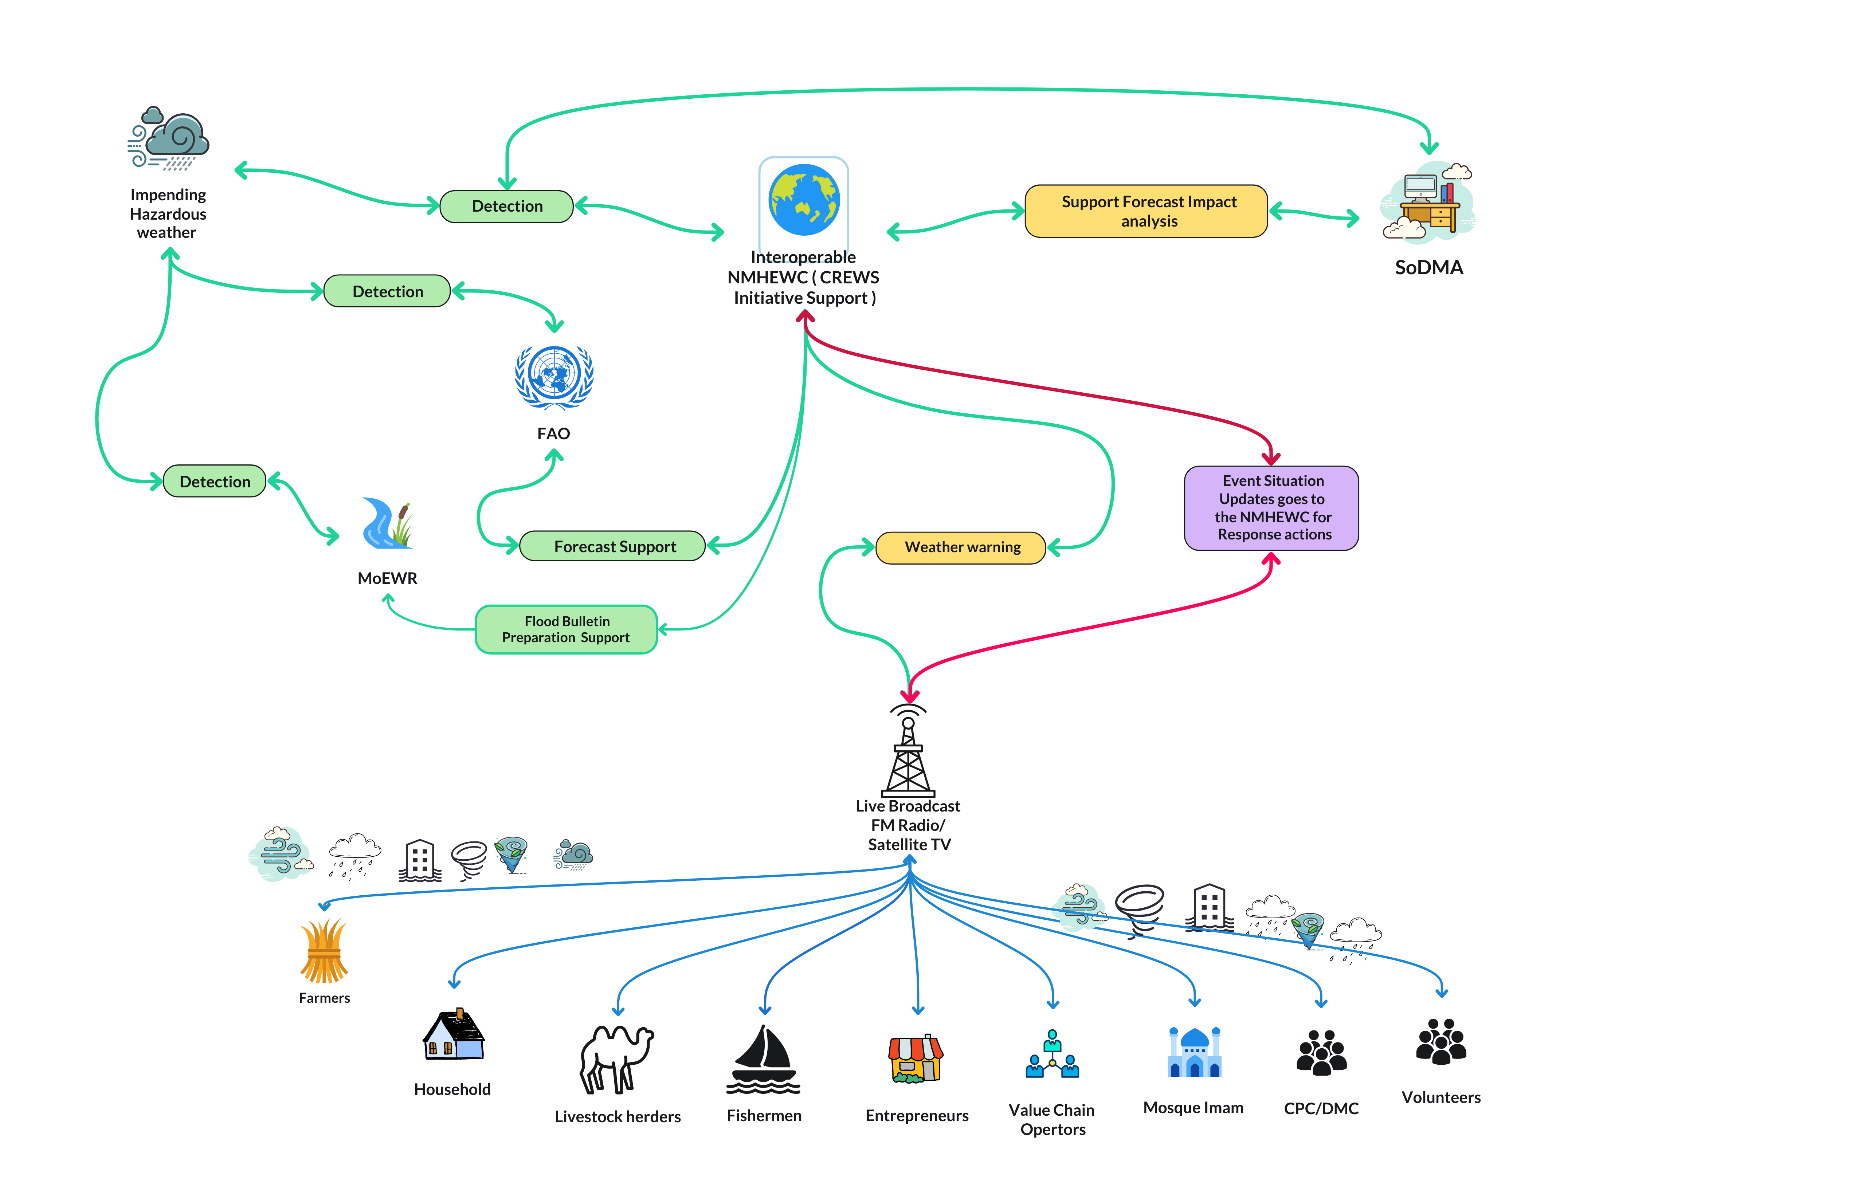 Impending
Hazardous
weather
Detection
Interoperable
NMHEWC ( CREWS
Initiative Support )
Support Forecast Impact
analysis
SoDMA
Detection
FAO
Detection
MoEWR
Forecast Support
Flood Bulletin
Preparation Support
Weather warning
Event Situation
Updates goes to
the NMHEWC for
Response actions
Live Broadcast
FM Radio/
Satellite TV
Farmers
Household
Livestock herders
Fishermen
Entrepreneurs
Value Chain
Opertors
Mosque Imam
CPC/DMC
Volunteers